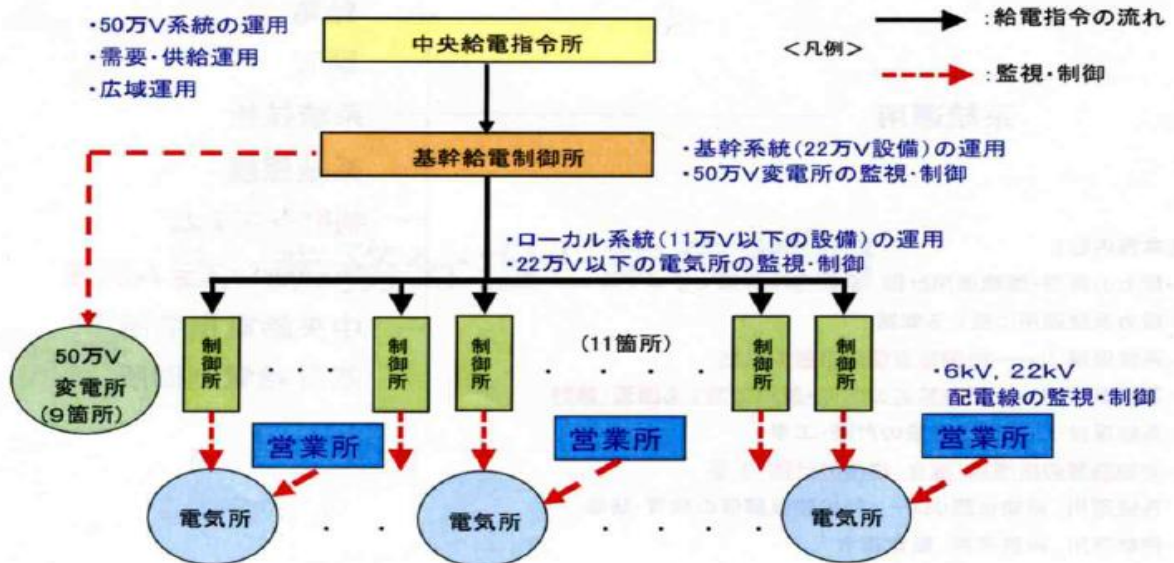 ・50万V系統の運用
・需要・供給運用
・広域運用
中央給電指令所
<凡例>
:給電指令の流れ
:監視・制御
基幹給電制御所
・基幹系統(22万V設備)の運用
・50万V変電所の監視・制御
・ローカル系統(11万V以下の設備)の運用
・22万V以下の電気所の監視・制御
50万V
変電所
(9箇所)
制御所
制御所
制御所
(11箇所)
制御所
制御所
・6kV, 22kV
配電線の監視・制御
営業所
営業所
営業所
電気所
電気所
電気所